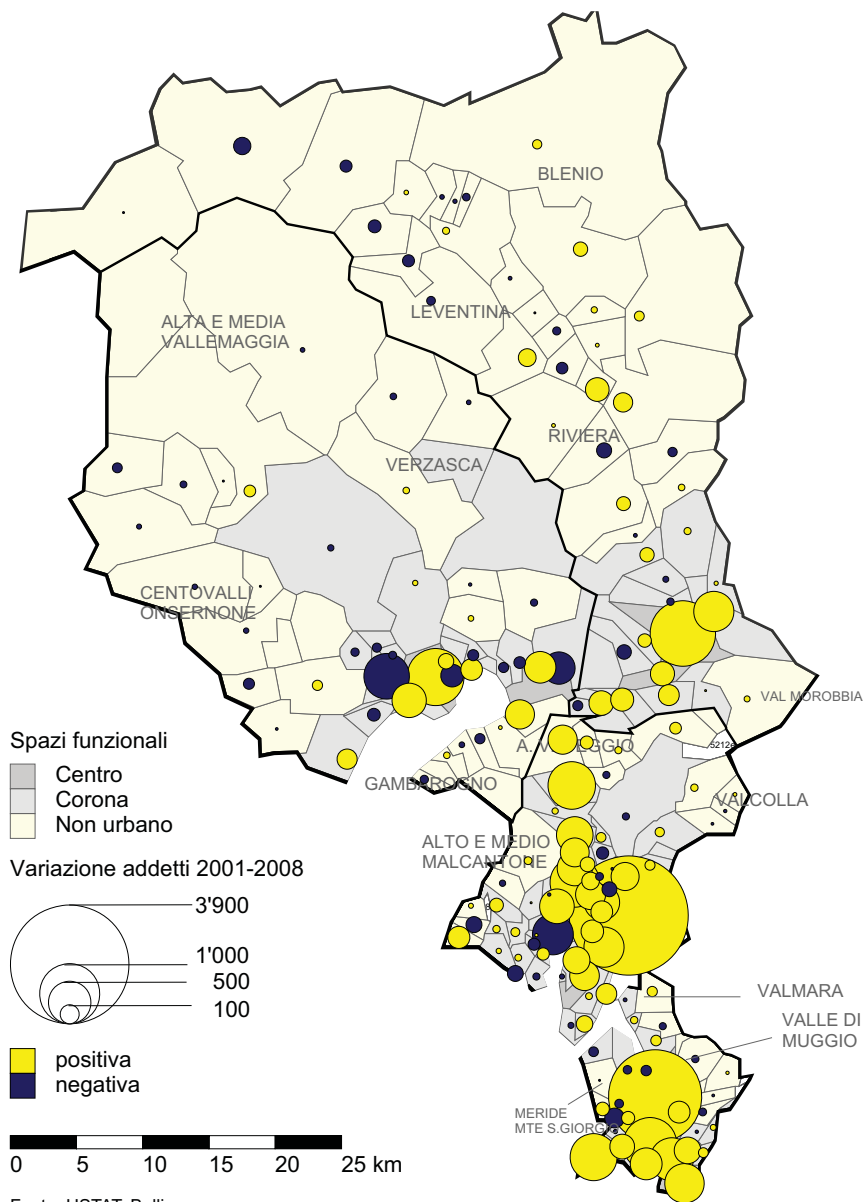 BLENIO
LEVENTINA
ALTA E MEDIA
VALLEMAGGIA
RIVIERA
VERZASCA
CENTOVALLI
ONSERNONE
VAL MOROBBIA
GAMBAROGNO
VALCOLLA
ALTO E MEDIO
MALCANTONE
VALMARA
VALLE DI
MUGGIO
MERIDE
MTE S.GIORGIO
Spazi funzionali
Centro
Corona
Non urbano
Variazione addetti 2001-2008
3'900
1'000
500
100
positiva
negativa
0 5 10 15 20 25 km